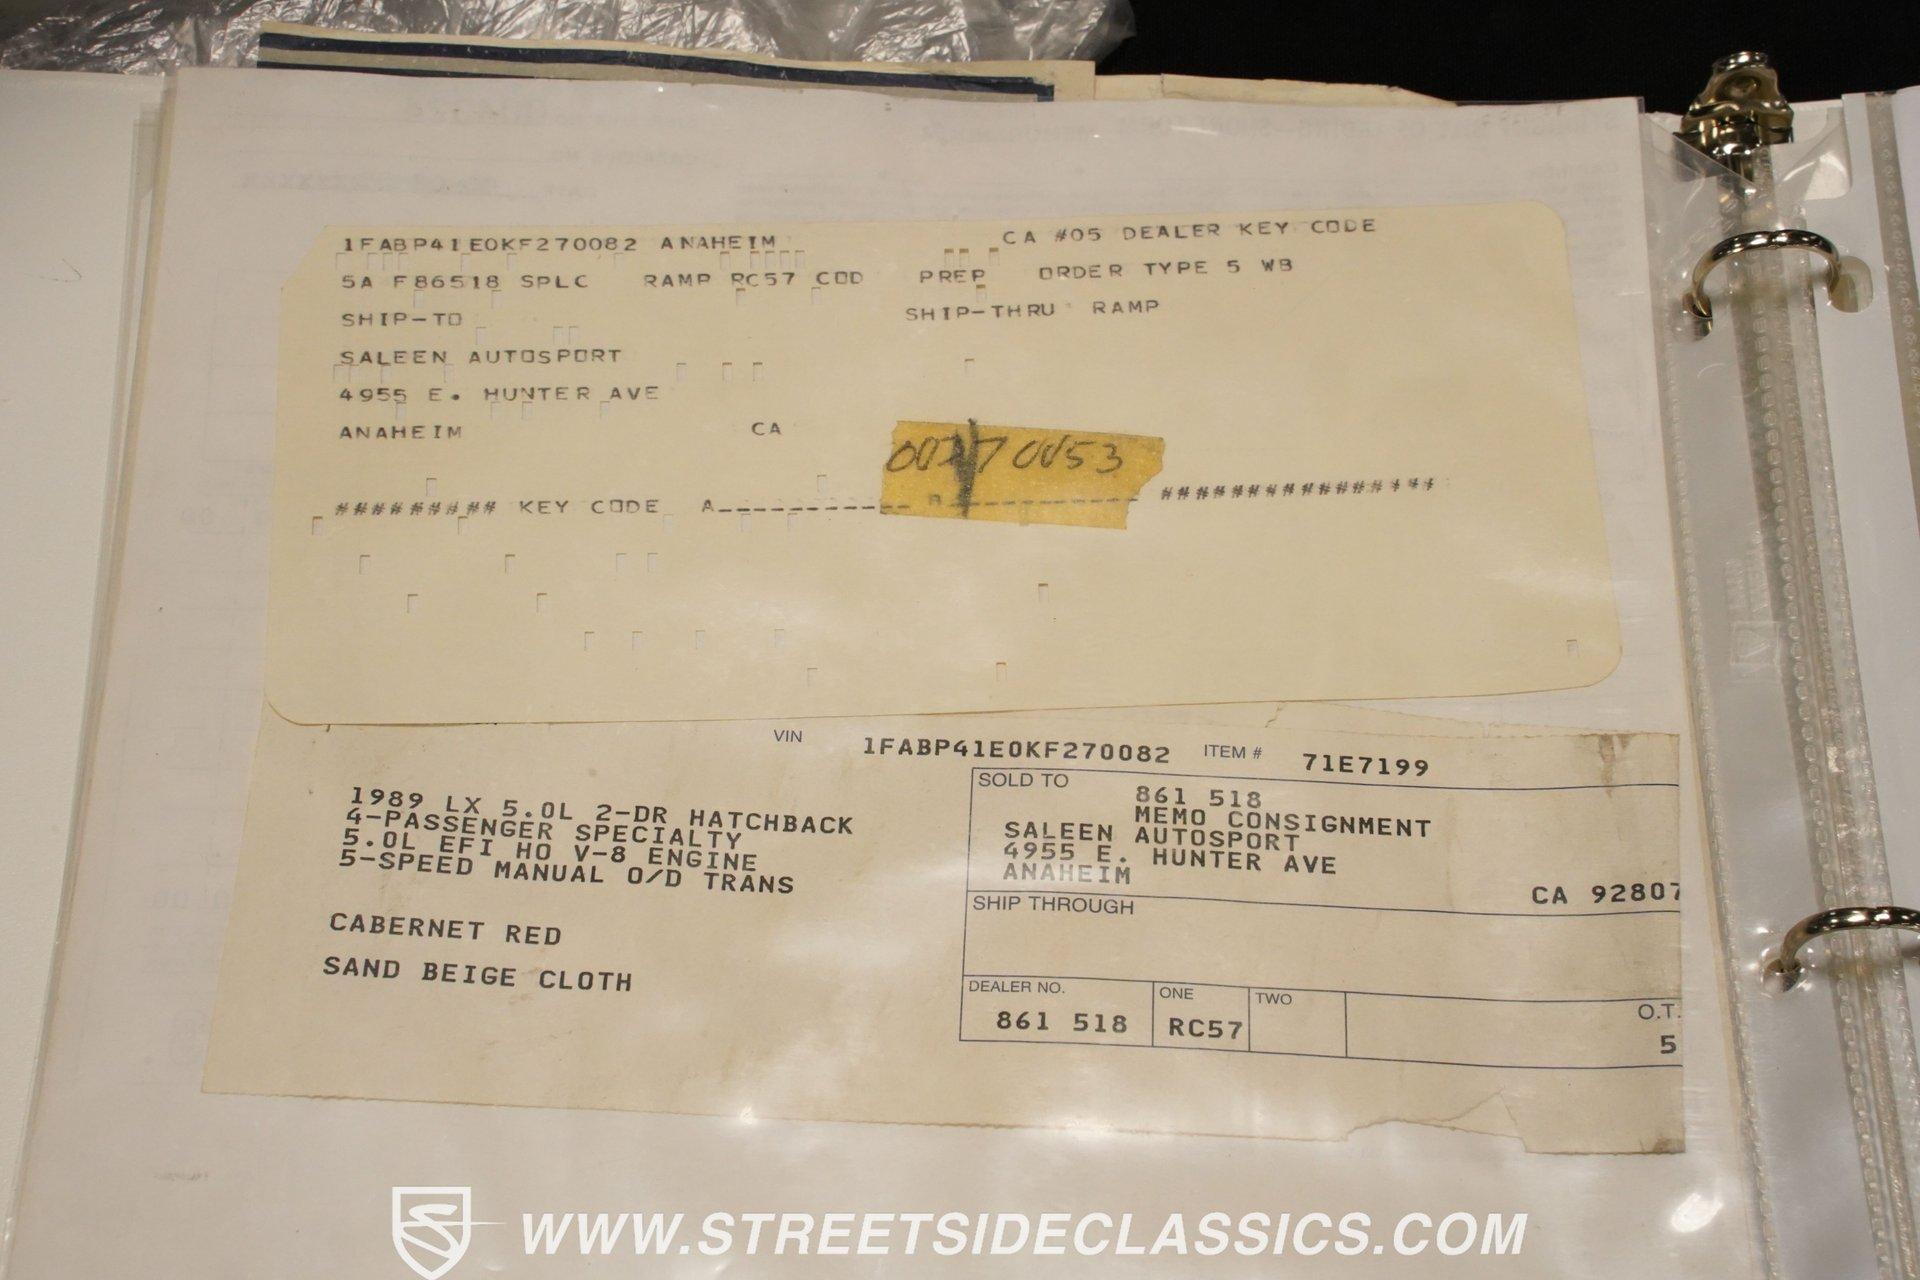 1FABP41E0KF270082 ANAHEIM CA #05 DEALER KEY CODE
5A F86518 SPLC RAMP RC57 COD PREP ORDER TYPE 5 WB
SHIP-TO SHIP-THRU RAMP
SALEEN AUTOSPORT
4955 E. HUNTER AVE
ANAHEIM CA
0053
######### KEY CODE A
VIN 1FABP41E0KF270082 ITEM # 71E7199
1989 LX 5.0L 2-DR HATCHBACK
4-PASSENGER SPECIALTY
5.0L EFI HO V-8 ENGINE
5-SPEED MANUAL O/D TRANS
CABERNET RED
SAND BEIGE CLOTH
SOLD TO
861 518
MEMO CONSIGNMENT
SALEEN AUTOSPORT
4955 E. HUNTER AVE
ANAHEIM
CA 92807
SHIP THROUGH
DEALER NO. ONE TWO O.T.
861 518 RC57 5
WWW.STREETSIDECLASSICS.COM